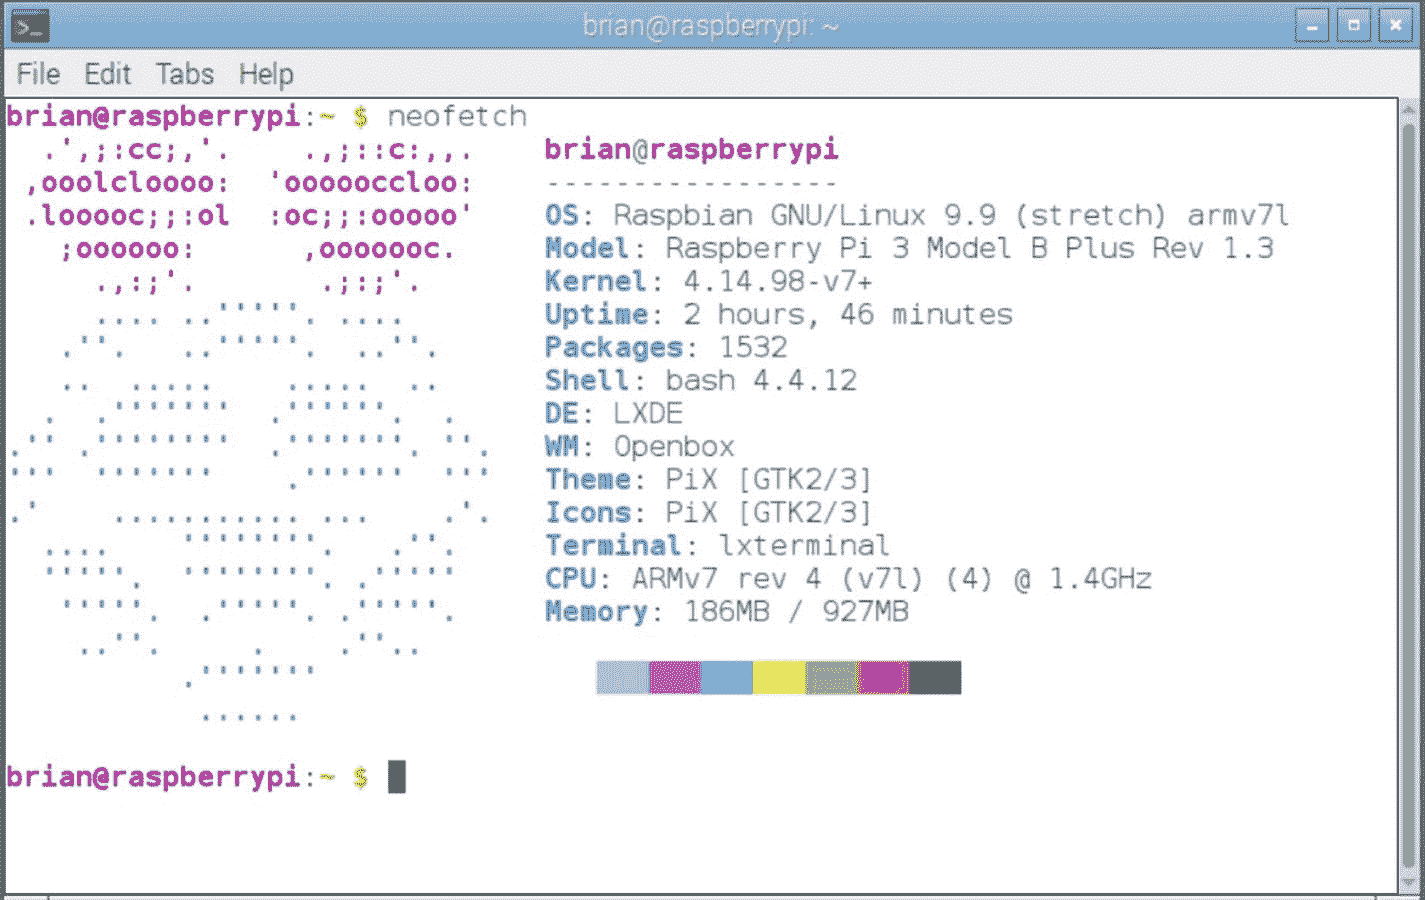 brian@raspberrypi: ~
File Edit Tabs Help
brian@raspberrypi:~ $ neofetch
brian@raspberrypi
-----------------
OS: Raspbian GNU/Linux 9.9 (stretch) armv7l
Model: Raspberry Pi 3 Model B Plus Rev 1.3
Kernel: 4.14.98-v7+
Uptime: 2 hours, 46 minutes
Packages: 1532
Shell: bash 4.4.12
DE: LXDE
WM: Openbox
Theme: PiX [GTK2/3]
Icons: PiX [GTK2/3]
Terminal: lxterminal
CPU: ARMv7 rev 4 (v7l) (4) @ 1.4GHz
Memory: 186MB / 927MB
brian@raspberrypi:~ $